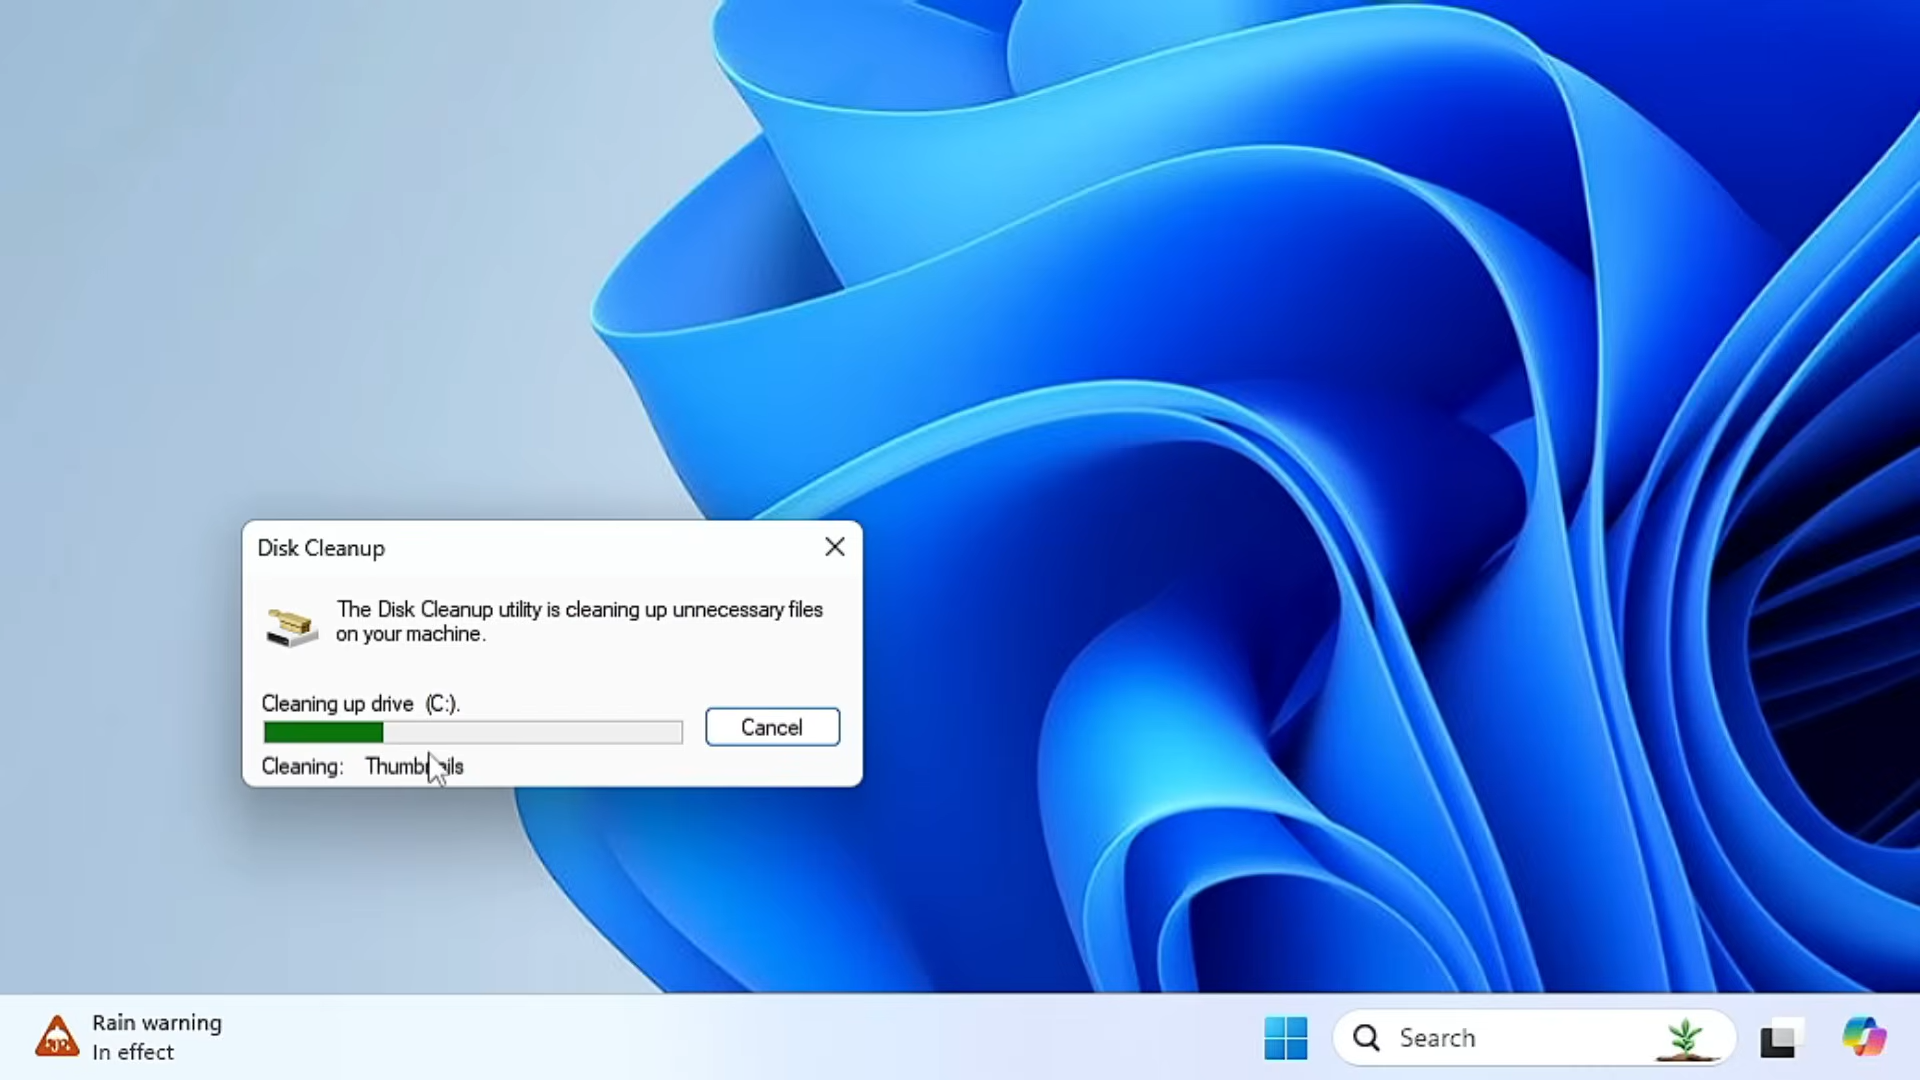 Disk Cleanup
The Disk Cleanup utility is cleaning up unnecessary files
on your machine.
Cleaning up drive (C:).
Cancel
Cleaning: Thumbnails
Rain warning
In effect
Search